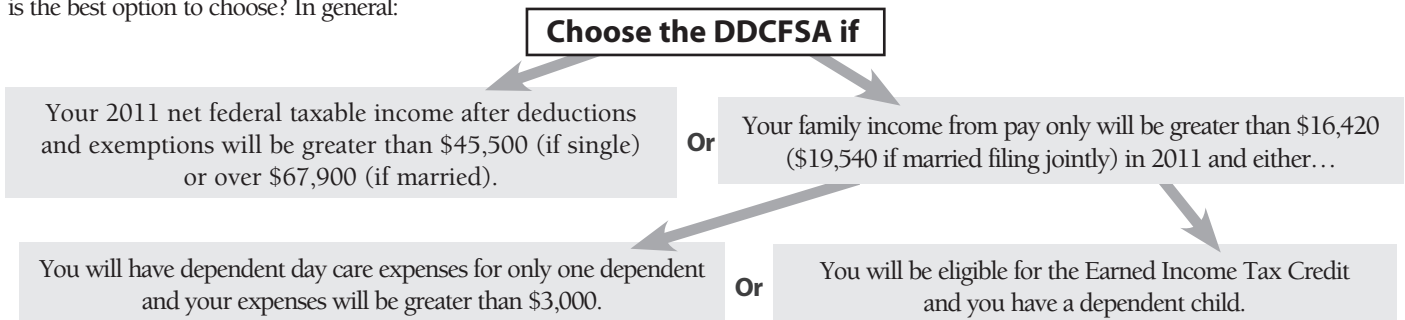 is the best option to choose? In general:
Choose the DDCFSA if
Your 2011 net federal taxable income after deductions
and exemptions will be greater than $45,500 (if single)
or over $67,900 (if married).
Or
Your family income from pay only will be greater than $16,420
($19,540 if married filing jointly) in 2011 and either…
You will have dependent day care expenses for only one dependent
and your expenses will be greater than $3,000.
Or
You will be eligible for the Earned Income Tax Credit
and you have a dependent child.